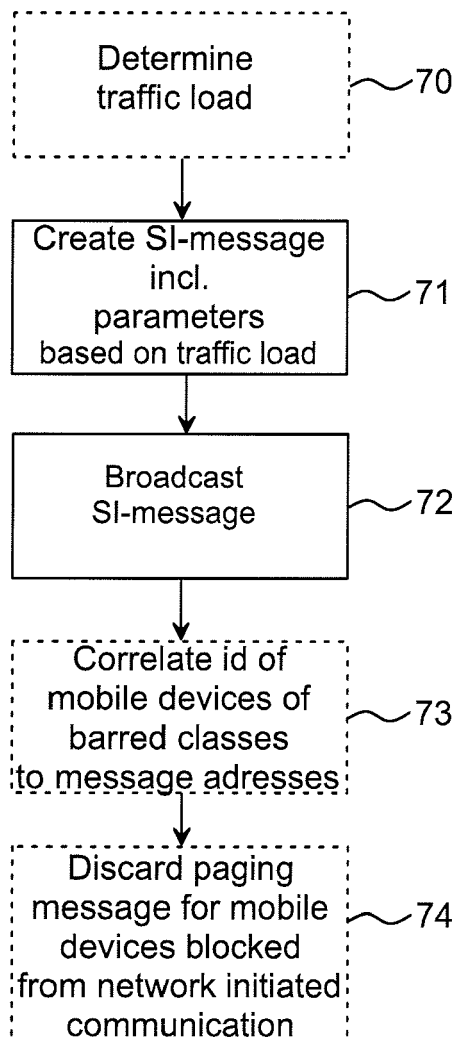 Determine
traffic load
70
Create SI-message
incl.
parameters
based on traffic load
71
Broadcast
SI-message
72
Correlate id of
mobile devices of
barred classes
to message adresses
73
Discard paging
message for mobile
devices blocked
from network initiated
communication
74